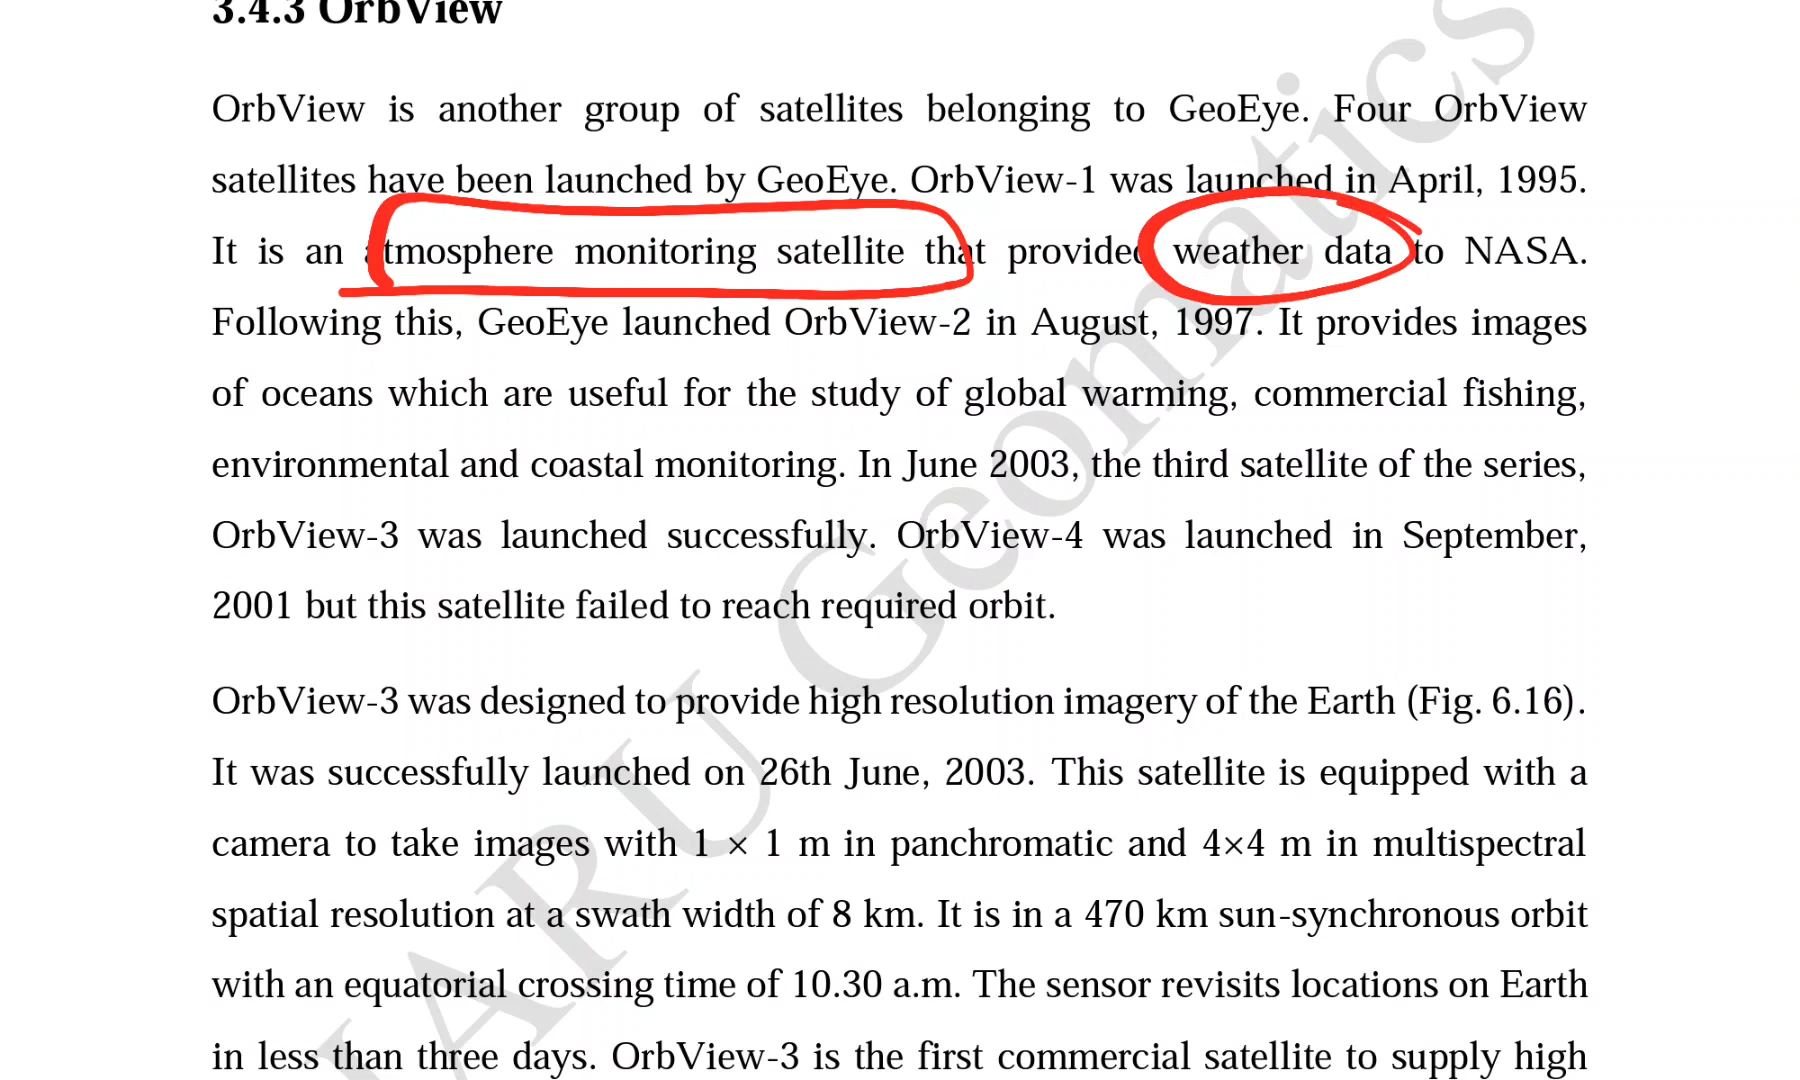 3.4.3 OrbView
OrbView is another group of satellites belonging to GeoEye. Four OrbView
satellites have been launched by GeoEye. OrbView-1 was launched in April, 1995.
It is an atmosphere monitoring satellite that provided weather data to NASA.
Following this, GeoEye launched OrbView-2 in August, 1997. It provides images
of oceans which are useful for the study of global warming, commercial fishing,
environmental and coastal monitoring. In June 2003, the third satellite of the series,
OrbView-3 was launched successfully. OrbView-4 was launched in September,
2001 but this satellite failed to reach required orbit.
OrbView-3 was designed to provide high resolution imagery of the Earth (Fig. 6.16).
It was successfully launched on 26th June, 2003. This satellite is equipped with a
camera to take images with 1 × 1 m in panchromatic and 4×4 m in multispectral
spatial resolution at a swath width of 8 km. It is in a 470 km sun-synchronous orbit
with an equatorial crossing time of 10.30 a.m. The sensor revisits locations on Earth
in less than three days. OrbView-3 is the first commercial satellite to supply high
ARU Geomatics